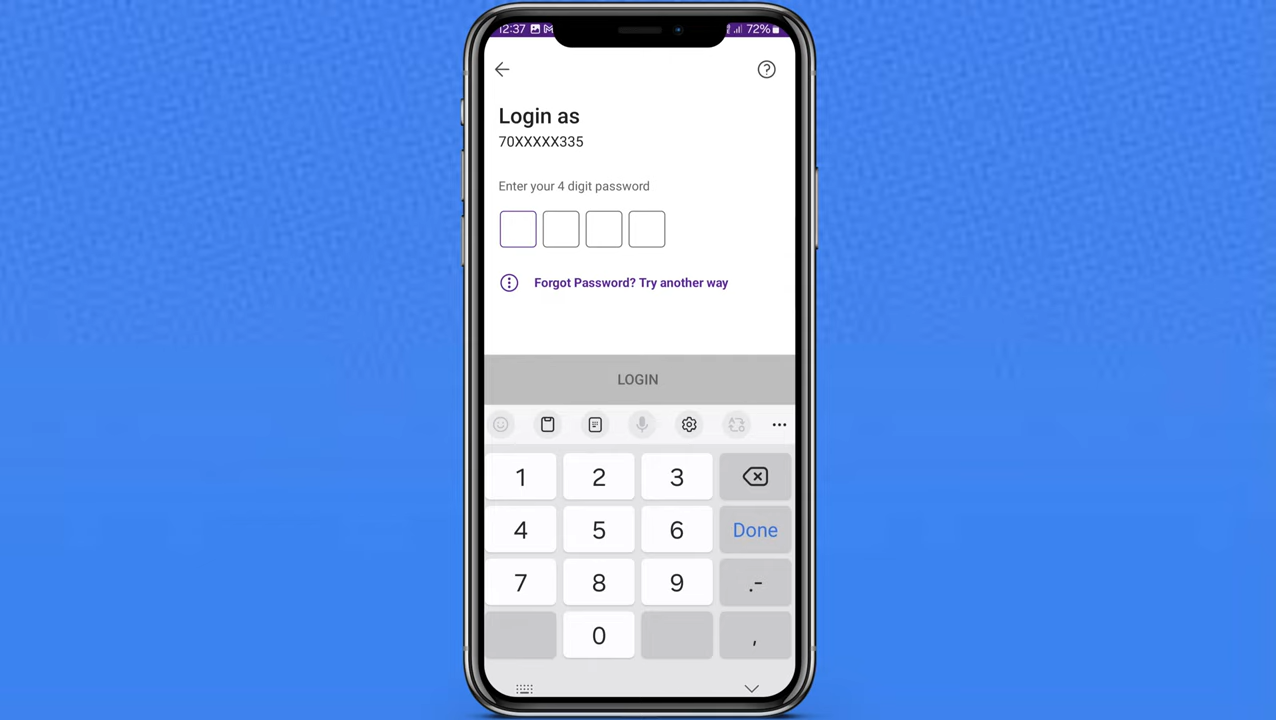 12:37 72%
Login as
70XXXXX335
Enter your 4 digit password
Forgot Password? Try another way
LOGIN
1 2 3
4 5 6 Done
7 8 9 .-
0 ,